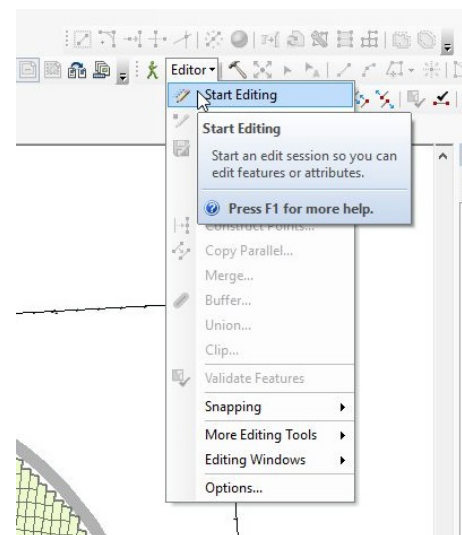 Editor
Start Editing
Start Editing
Start an edit session so you can
edit features or attributes.
Press F1 for more help.
Construct Points...
Copy Parallel...
Merge...
Buffer...
Union...
Clip...
Validate Features
Snapping
More Editing Tools
Editing Windows
Options...